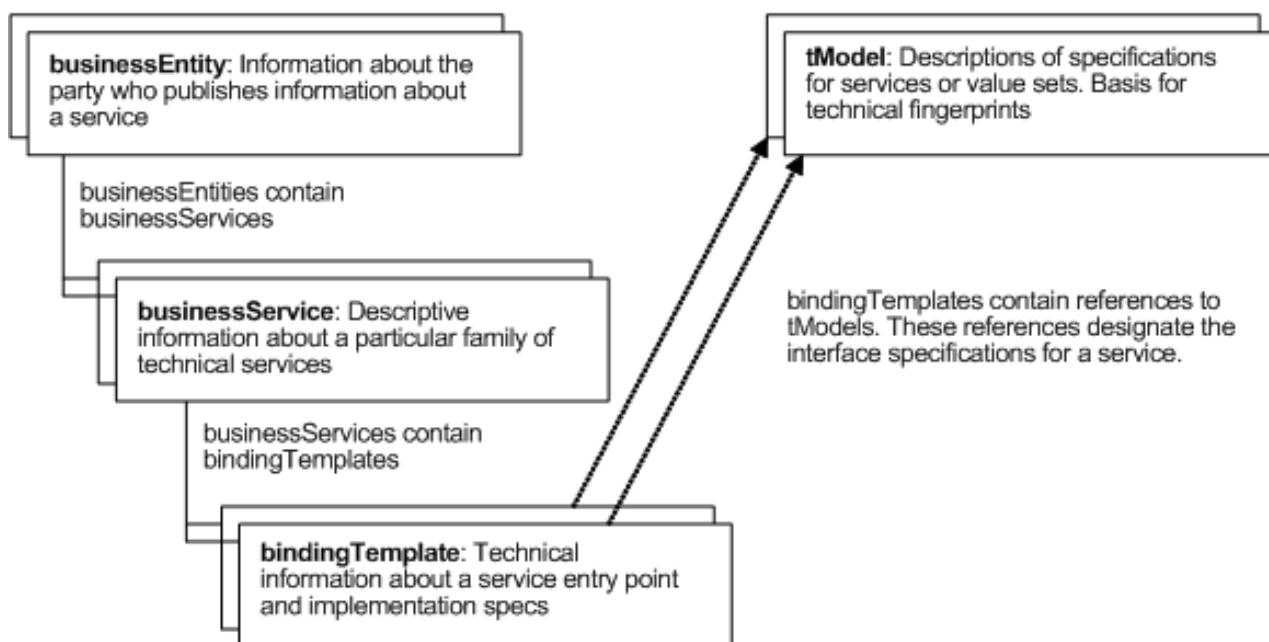 businessEntity: Information about the
party who publishes information about
a service
tModel: Descriptions of specifications
for services or value sets. Basis for
technical fingerprints
businessEntities contain
businessServices
businessService: Descriptive
information about a particular family of
technical services
bindingTemplates contain references to
tModels. These references designate the
interface specifications for a service.
businessServices contain
bindingTemplates
bindingTemplate: Technical
information about a service entry point
and implementation specs